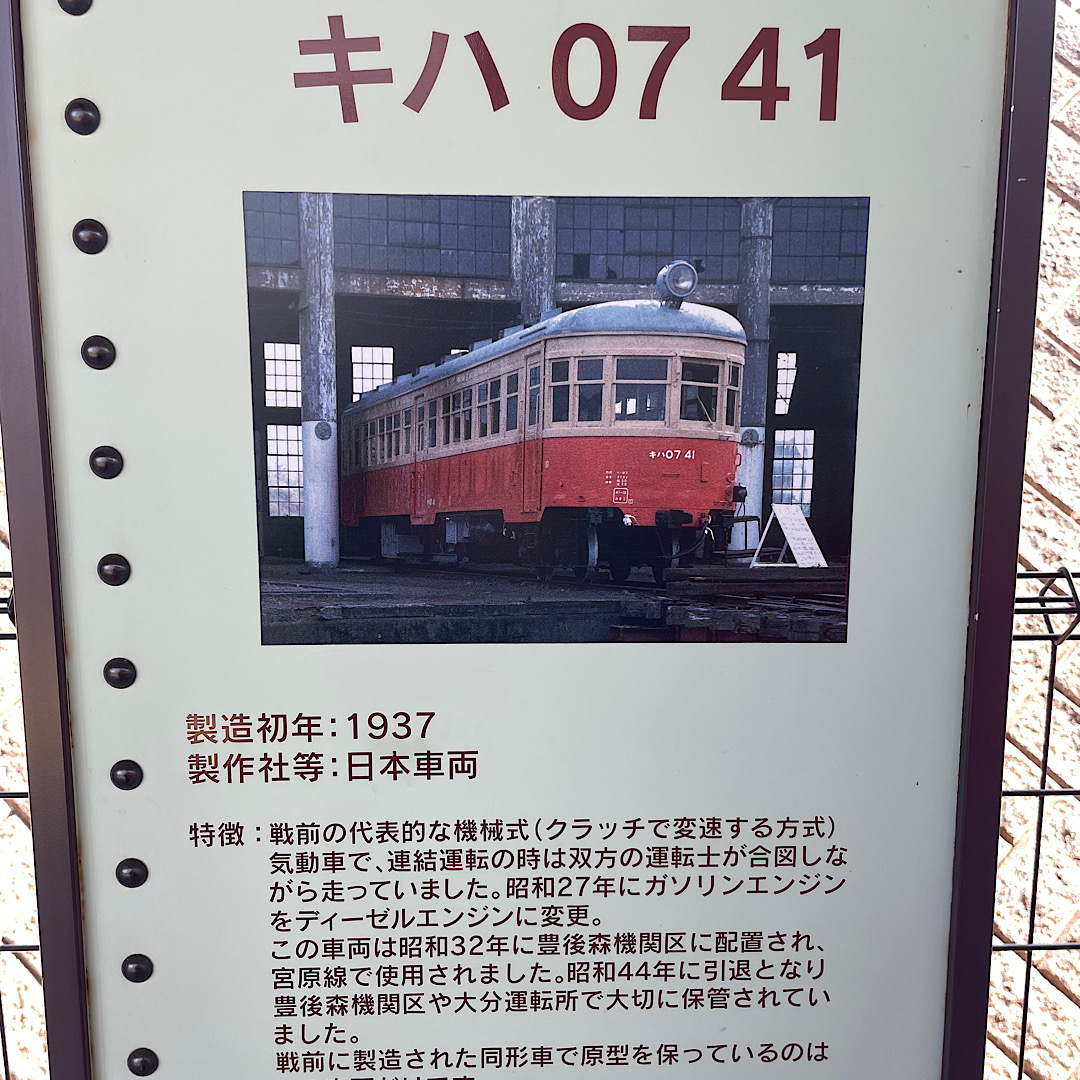 キハ 07 41
キハ07 41
製造初年：1937
製作社等：日本車両
特徴：戦前の代表的な機械式（クラッチで変速する方式）
気動車で、連結運転の時は双方の運転士が合図しな
がら走っていました。昭和27年にガソリンエンジン
をディーゼルエンジンに変更。
この車両は昭和32年に豊後森機関区に配置され、
宮原線で使用されました。昭和44年に引退となり
豊後森機関区や大分運転所で大切に保管されてい
ました。
戦前に製造された同形車で原型を保っているのは